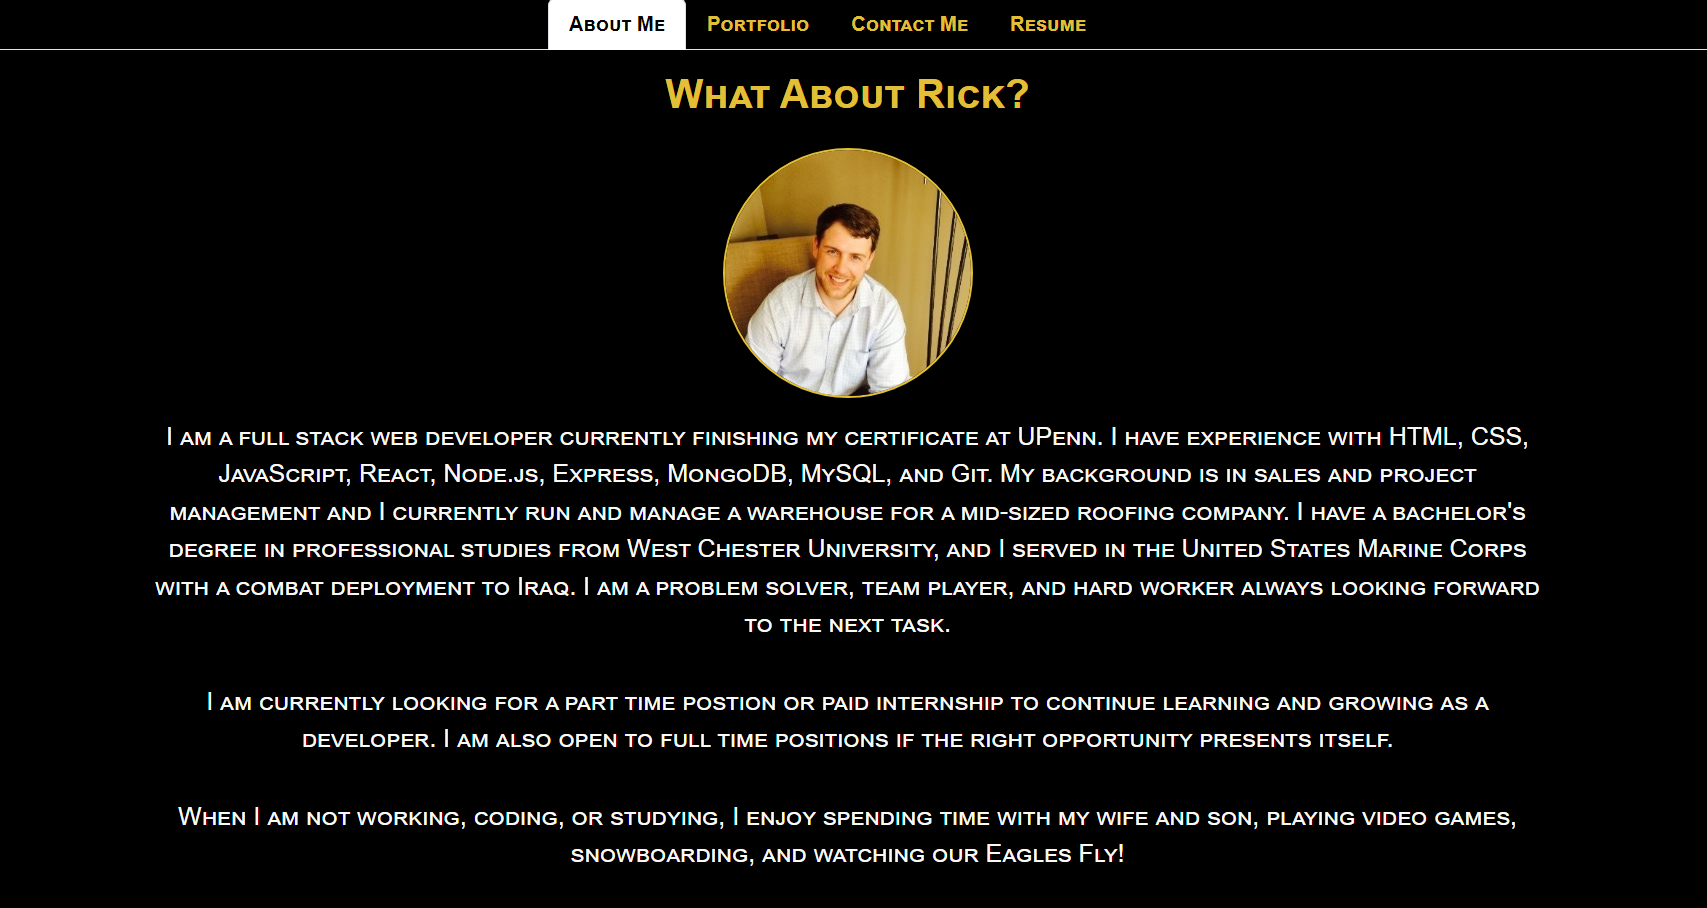 About Me Portfolio Contact Me Resume
What About Rick?
I am a full stack web developer currently finishing my certificate at UPenn. I have experience with HTML, CSS,
JavaScript, React, Node.js, Express, MongoDB, MySQL, and Git. My background is in sales and project
management and I currently run and manage a warehouse for a mid-sized roofing company. I have a bachelor's
degree in professional studies from West Chester University, and I served in the United States Marine Corps
with a combat deployment to Iraq. I am a problem solver, team player, and hard worker always looking forward
to the next task.
I am currently looking for a part time postion or paid internship to continue learning and growing as a
developer. I am also open to full time positions if the right opportunity presents itself.
When I am not working, coding, or studying, I enjoy spending time with my wife and son, playing video games,
snowboarding, and watching our Eagles Fly!